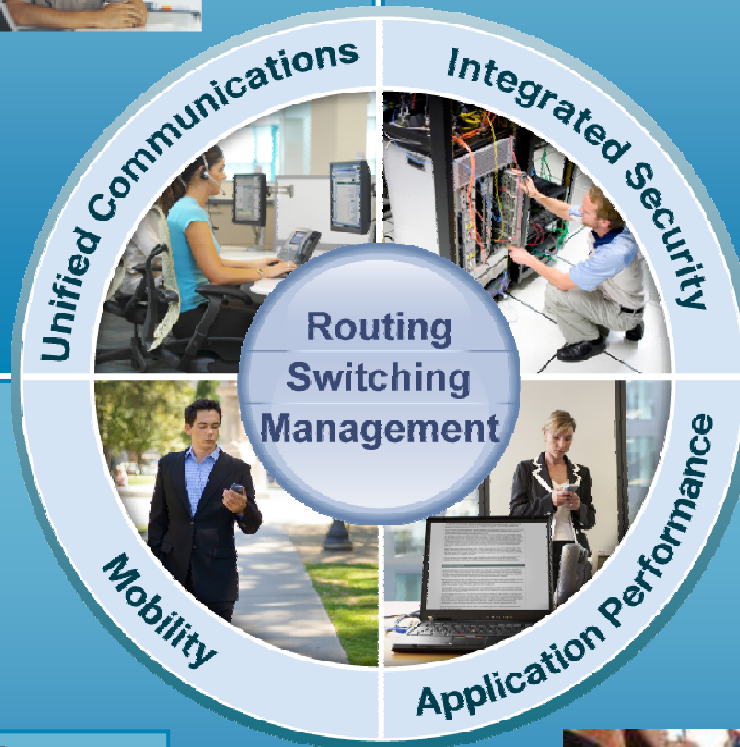 Unified Communications
Integrated Security
Routing
Switching
Management
Mobility
Application Performance